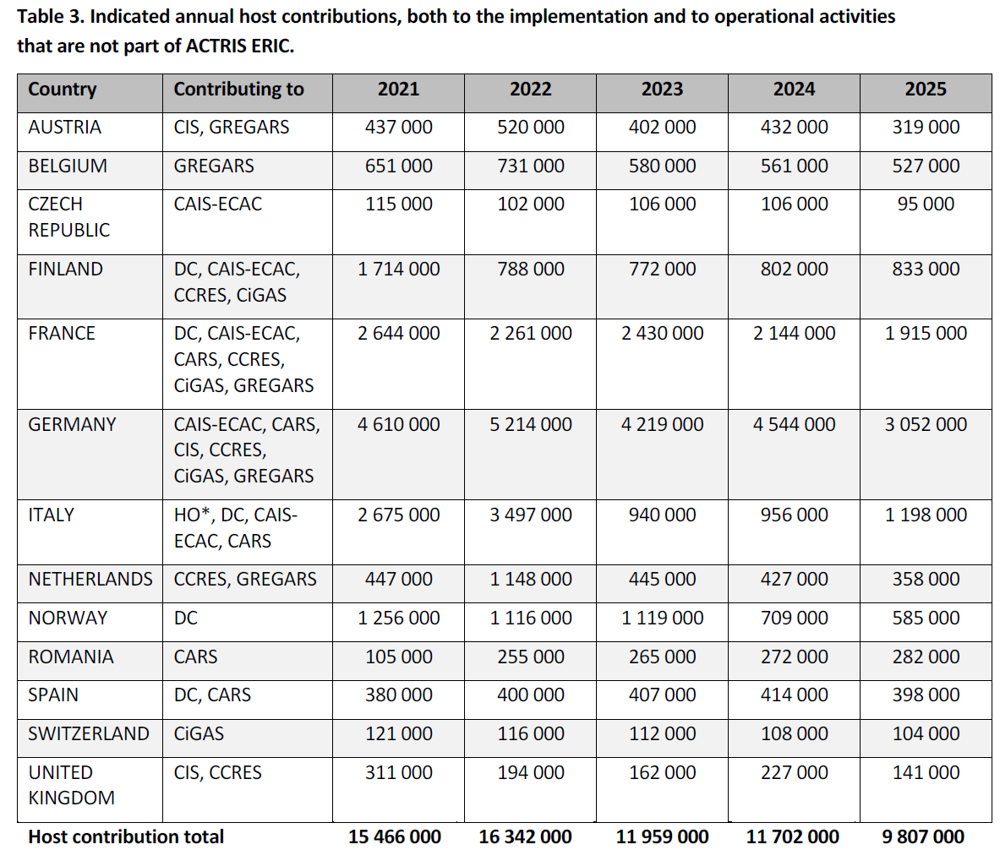 Table 3. Indicated annual host contributions, both to the implementation and to operational activities
that are not part of ACTRIS ERIC.
Country Contributing to 2021 2022 2023 2024 2025
AUSTRIA CIS, GREGARS 437 000 520 000 402 000 432 000 319 000
BELGIUM GREGARS 651 000 731 000 580 000 561 000 527 000
CZECH CAIS-ECAC 115 000 102 000 106 000 106 000 95 000
REPUBLIC
FINLAND DC, CAIS-ECAC, 1 714 000 788 000 772 000 802 000 833 000
CCRES, CiGAS
FRANCE DC, CAIS-ECAC, 2 644 000 2 261 000 2 430 000 2 144 000 1 915 000
CARS, CCRES,
CiGAS, GREGARS
GERMANY CAIS-ECAC, CARS, 4 610 000 5 214 000 4 219 000 4 544 000 3 052 000
CIS, CCRES,
CiGAS, GREGARS
ITALY HO*, DC, CAIS- 2 675 000 3 497 000 940 000 956 000 1 198 000
ECAC, CARS
NETHERLANDS CCRES, GREGARS 447 000 1 148 000 445 000 427 000 358 000
NORWAY DC 1 256 000 1 116 000 1 119 000 709 000 585 000
ROMANIA CARS 105 000 255 000 265 000 272 000 282 000
SPAIN DC, CARS 380 000 400 000 407 000 414 000 398 000
SWITZERLAND CiGAS 121 000 116 000 112 000 108 000 104 000
UNITED CIS, CCRES 311 000 194 000 162 000 227 000 141 000
KINGDOM
Host contribution total 15 466 000 16 342 000 11 959 000 11 702 000 9 807 000